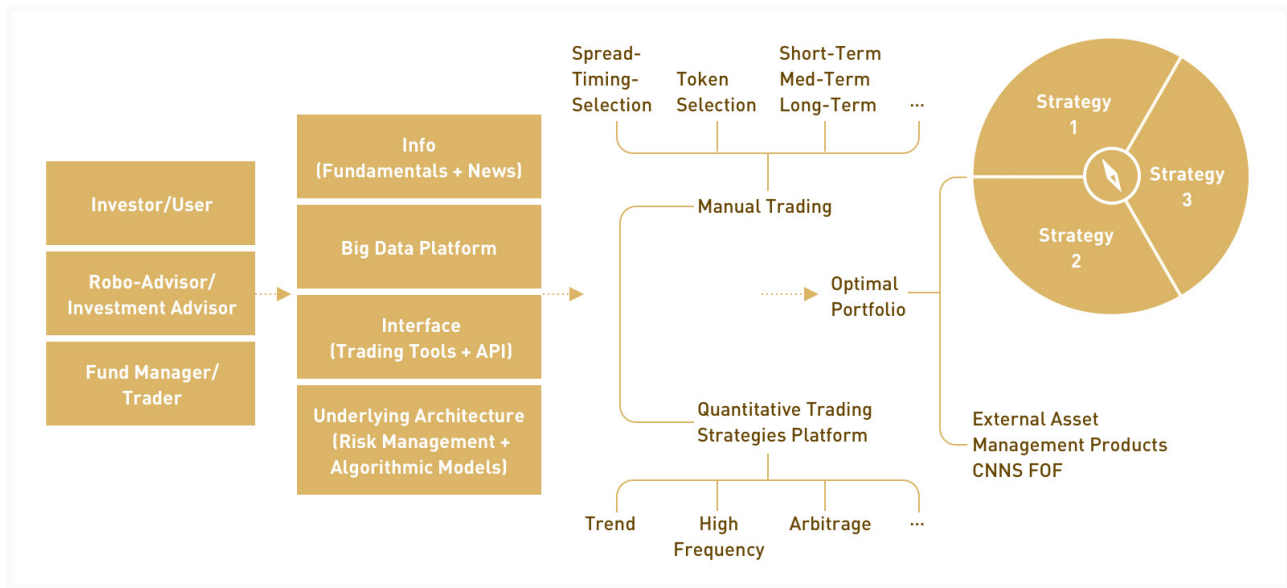 Investor/User
Robo-Advisor/
Investment Advisor
Fund Manager/
Trader
Info
(Fundamentals + News)
Big Data Platform
Interface
(Trading Tools + API)
Underlying Architecture
(Risk Management +
Algorithmic Models)
Spread-
Timing-
Selection
Token
Selection
Short-Term
Med-Term
Long-Term
...
Manual Trading
Quantitative Trading
Strategies Platform
Trend
High
Frequency
Arbitrage
...
Optimal
Portfolio
Strategy
1
Strategy
2
Strategy
3
External Asset
Management Products
CNNS FOF